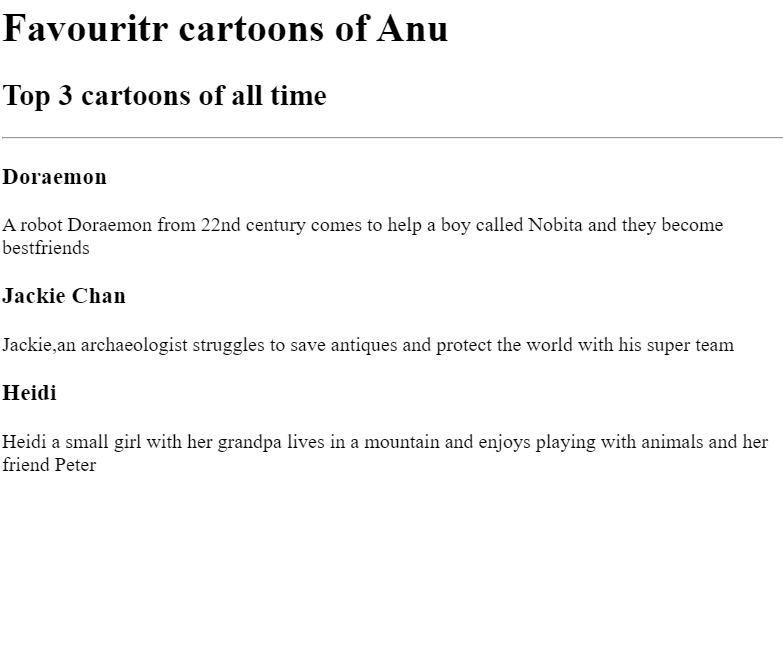 Favouritr cartoons of Anu
Top 3 cartoons of all time
Doraemon
A robot Doraemon from 22nd century comes to help a boy called Nobita and they become
bestfriends
Jackie Chan
Jackie,an archaeologist struggles to save antiques and protect the world with his super team
Heidi
Heidi a small girl with her grandpa lives in a mountain and enjoys playing with animals and her
friend Peter